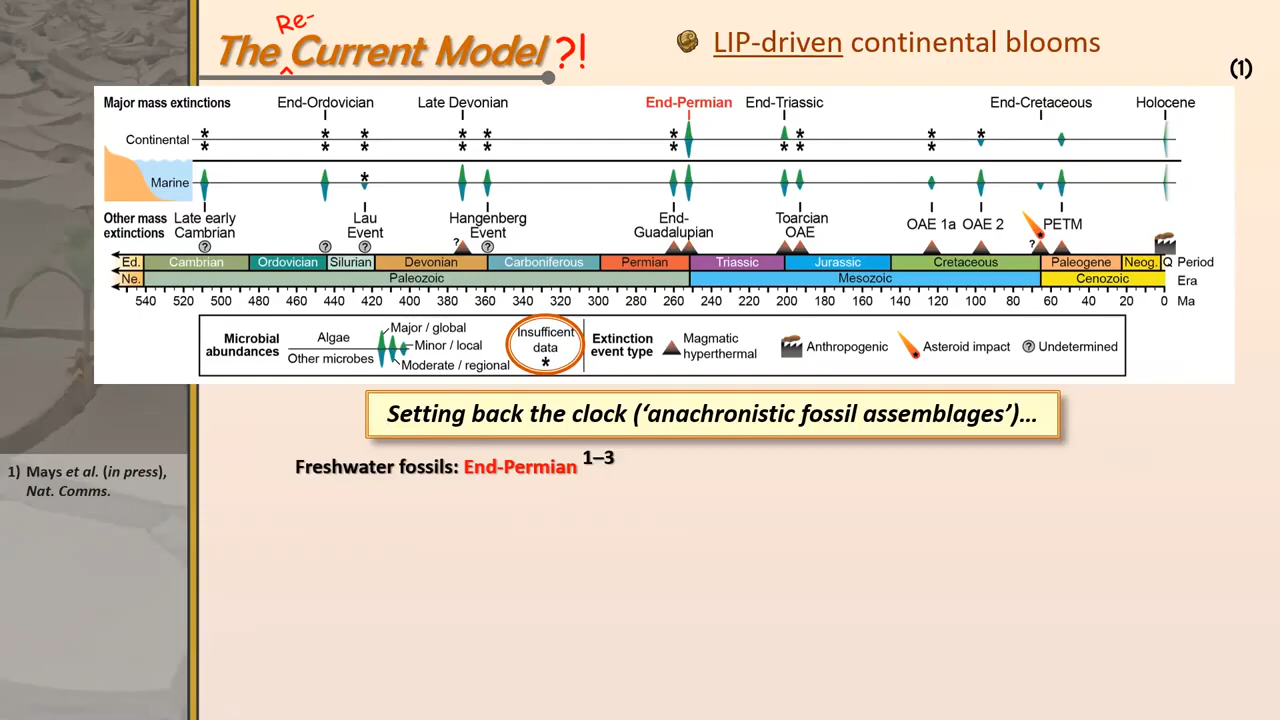 Re-
The Current Model ?!
LIP-driven continental blooms
(1)
Major mass extinctions
End-Ordovician
Late Devonian
End-Permian
End-Triassic
End-Cretaceous
Holocene
Continental
* * * * * * * * * *
* * * * * * * * *
Marine
*
Other mass
extinctions
Late early
Cambrian
Lau
Event
Hangenberg
Event
End-
Guadalupian
Toarcian
OAE
OAE 1a
OAE 2
PETM
? ? ? ? ? ?
Ed. Cambrian Ordovician Silurian Devonian Carboniferous Permian Triassic Jurassic Cretaceous Paleogene Neog. Q Period
Ne. Paleozoic Mesozoic Cenozoic Era
540 520 500 480 460 440 420 400 380 360 340 320 300 280 260 240 220 200 180 160 140 120 100 80 60 40 20 0 Ma
Microbial
abundances
Algae
Other microbes
Major / global
Minor / local
Moderate / regional
Insufficient
data
*
Extinction
event type
Magmatic
hyperthermal
Anthropogenic
Asteroid impact
? Undetermined
Setting back the clock (‘anachronistic fossil assemblages’)…
Freshwater fossils: End-Permian 1–3
1) Mays et al. (in press),
Nat. Comms.